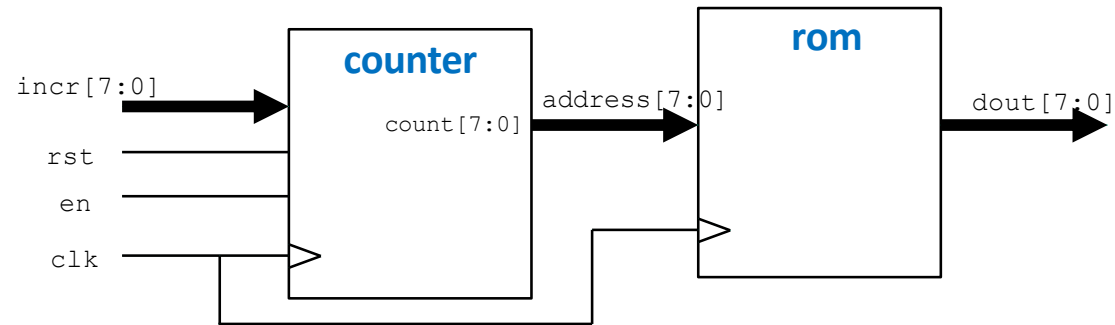 counter
rom
incr[7:0]
address[7:0]
dout[7:0]
count[7:0]
rst
en
clk